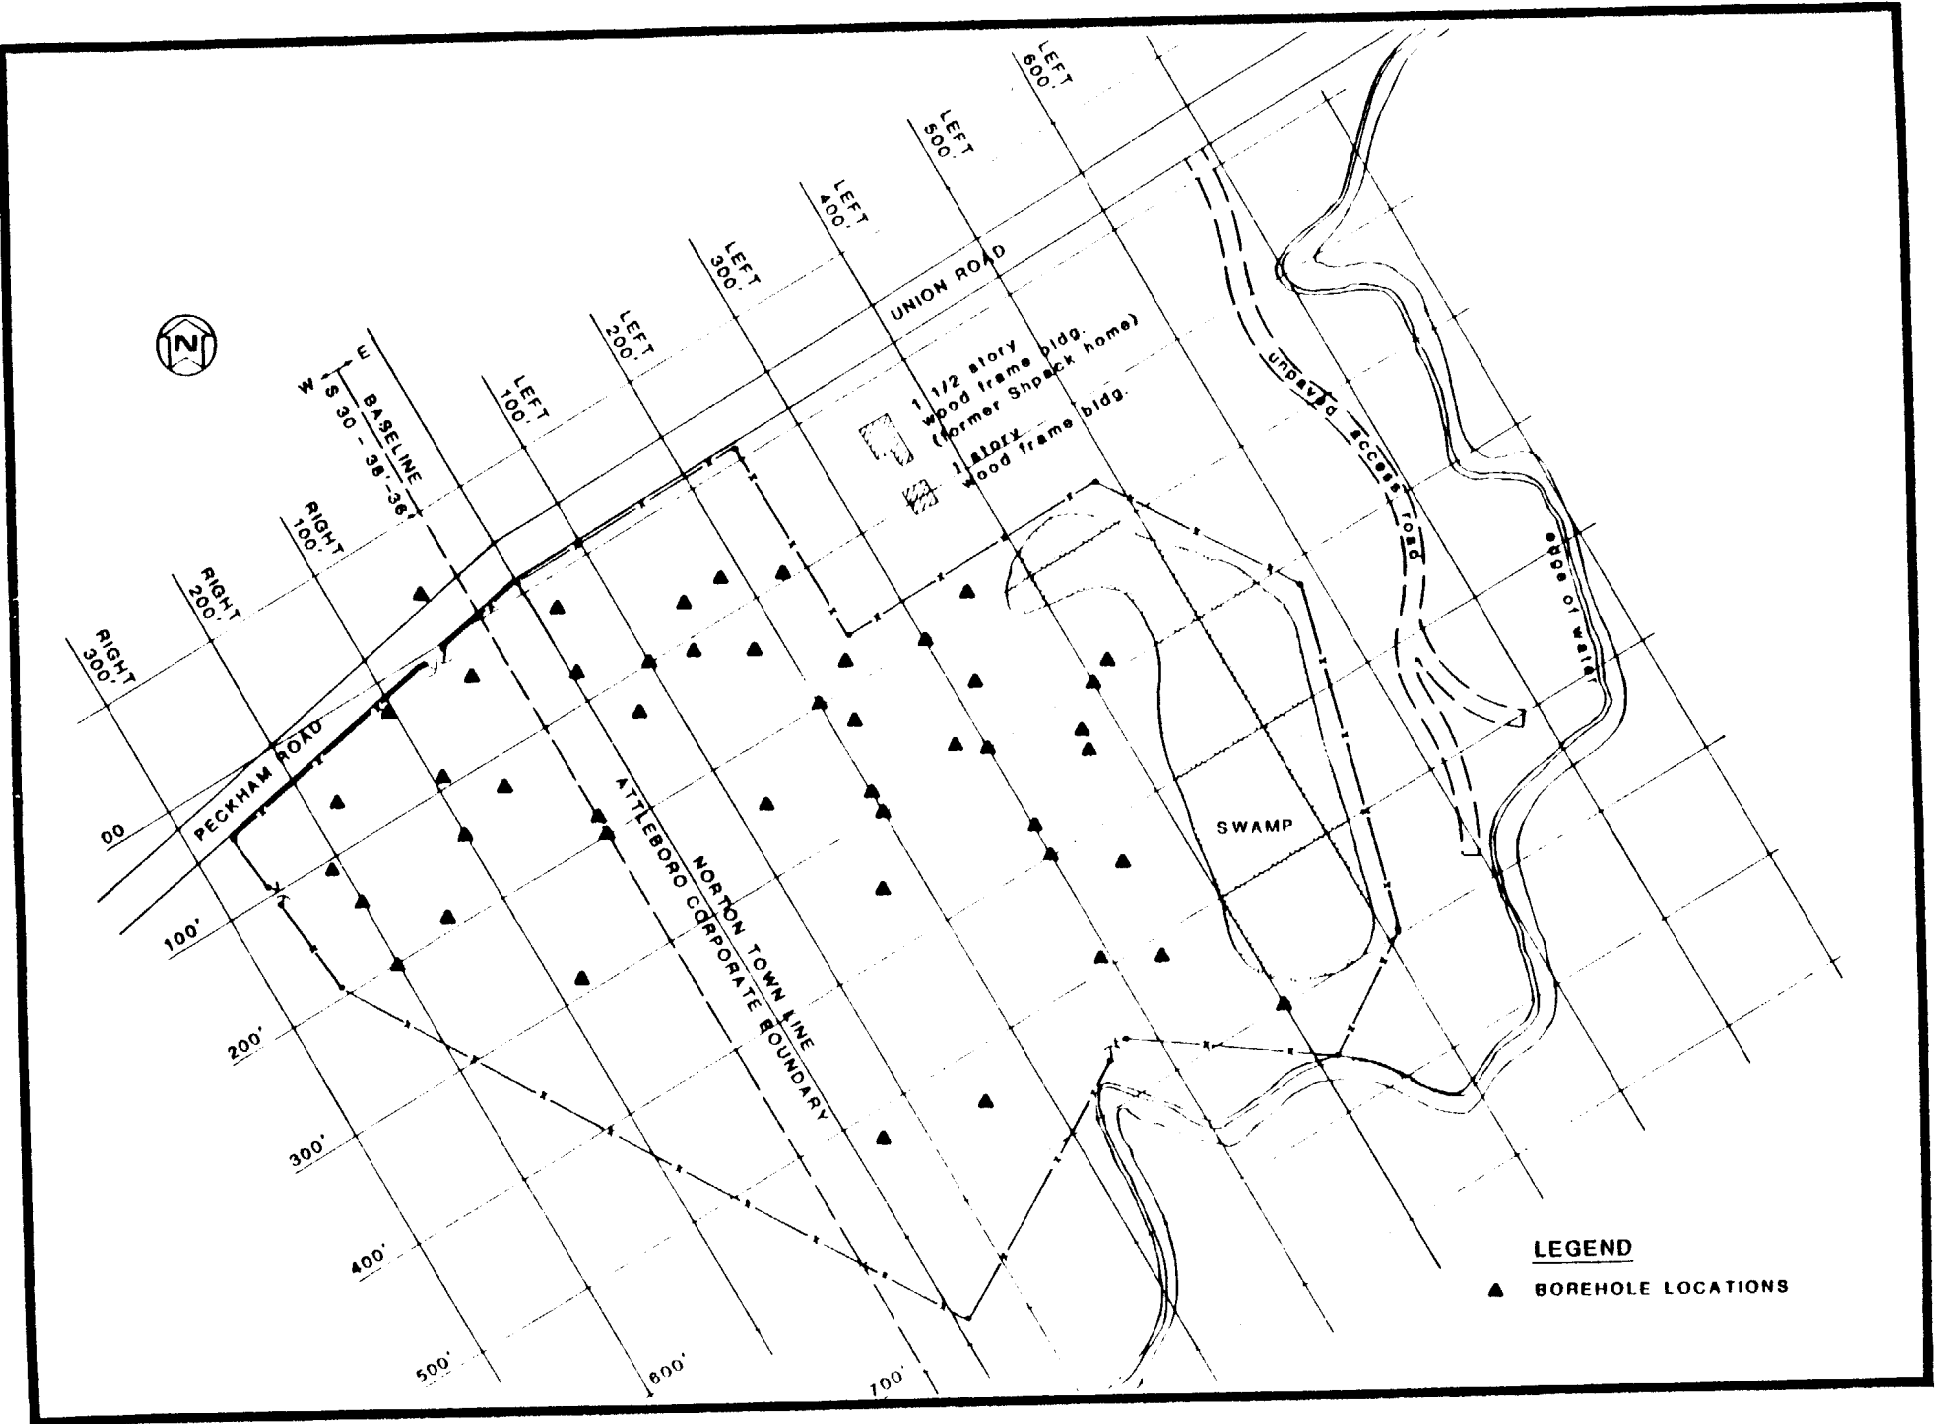 LEFT
600'
LEFT
500'
LEFT
400'
LEFT
300'
LEFT
200'
LEFT
100'
UNION ROAD
N
W
E
BASELINE
S 30 - 38' - 36"
RIGHT
100'
RIGHT
200'
RIGHT
300'
1 1/2 story
wood frame bldg.
(former Shpack home)
1 story
wood frame bldg.
unpaved access road
edge of water
PECKHAM ROAD
00
100'
200'
300'
400'
500'
600'
700'
NORTON TOWN LINE
ATTLEBORO CORPORATE BOUNDARY
SWAMP
LEGEND
BOREHOLE LOCATIONS